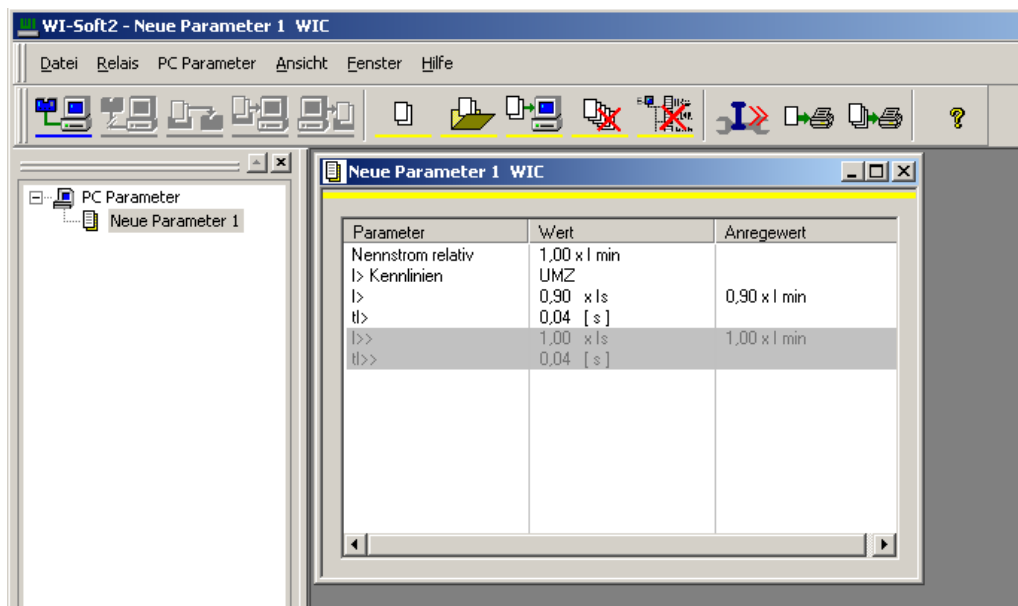 WI-Soft2 - Neue Parameter 1 WIC
Datei Relais PC Parameter Ansicht Fenster Hilfe
?
PC Parameter
Neue Parameter 1
Neue Parameter 1 WIC
Parameter Wert Anregewert
Nennstrom relativ 1,00 x I min
I> Kennlinien UMZ
I> 0,90 x Is 0,90 x I min
tI> 0,04 [ s ]
I>> 1,00 x Is 1,00 x I min
tI>> 0,04 [ s ]